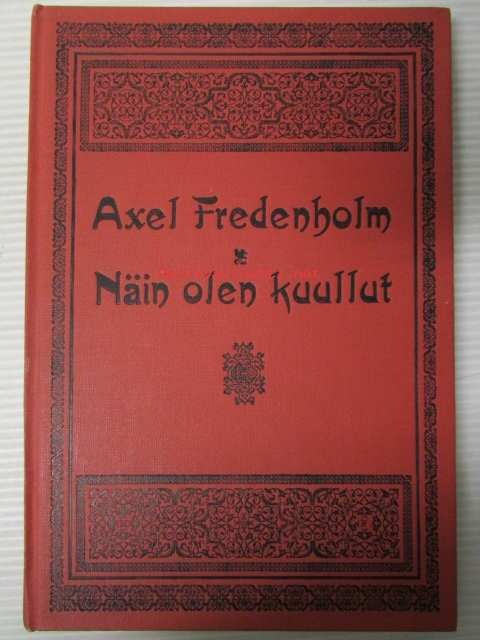 Axel Fredenholm
Näin olen kuullut